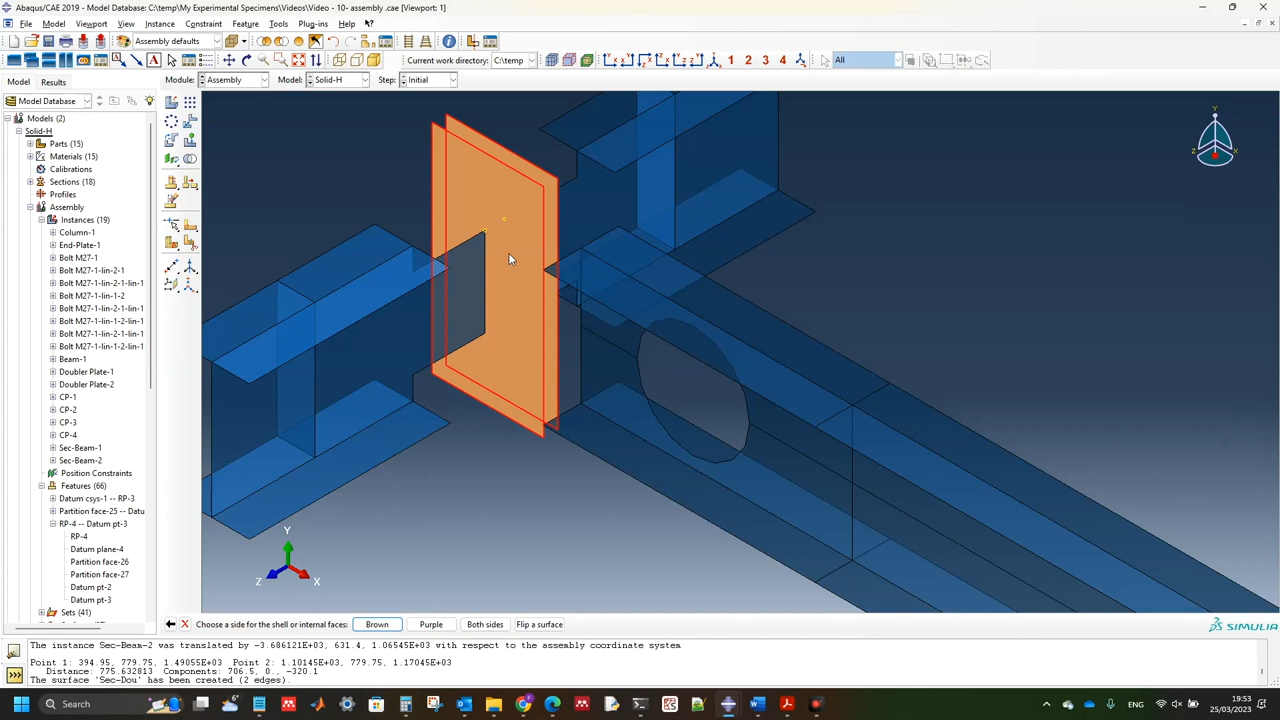 Abaqus/CAE 2019 - Model Database: C:\temp\My Experimental Specimens\Videos\Video - 10- assembly .cae [Viewport: 1]
File Model Viewport View Instance Constraint Feature Tools Plug-ins Help
Assembly defaults
Current work directory: C:\temp 1 2 3 4 All
Model Results Module: Assembly Model: Solid-H Step: Initial
Model Database
Models (2)
Solid-H
Parts (15)
Materials (15)
Calibrations
Sections (18)
Profiles
Assembly
Instances (19)
Column-1
End-Plate-1
Bolt M27-1
Bolt M27-1-lin-2-1
Bolt M27-1-lin-2-1-lin-1
Bolt M27-1-lin-1-2
Bolt M27-1-lin-2-1-lin-1
Bolt M27-1-lin-1-2-lin-1
Bolt M27-1-lin-2-1-lin-1
Bolt M27-1-lin-1-2-lin-1
Beam-1
Doubler Plate-1
Doubler Plate-2
CP-1
CP-2
CP-3
CP-4
Sec-Beam-1
Sec-Beam-2
Position Constraints
Features (66)
Datum csys-1 -- RP-3
Partition face-25 -- Datu
RP-4 -- Datum pt-3
RP-4
Datum plane-4
Partition face-26
Partition face-27
Datum pt-2
Datum pt-3
Sets (41)
Y
Z X
Y
Z X
Choose a side for the shell or internal faces: Brown Purple Both sides Flip a surface
SIMULIA
The instance Sec-Beam-2 was translated by -3.686121E+03, 631.4, 1.06545E+03 with respect to the assembly coordinate system
Point 1: 394.95, 779.75, 1.49055E+03 Point 2: 1.10145E+03, 779.75, 1.17045E+03
Distance: 775.632813 Components: 706.5, 0., -320.1
The surface 'Sec-Dou' has been created (2 edges).
Search
6°
19:53
25/03/2023